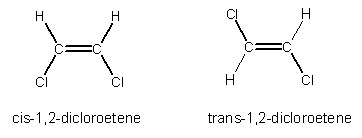 H H Cl H
C C C C
Cl Cl H Cl
cis-1,2-dicloroetene trans-1,2-dicloroetene